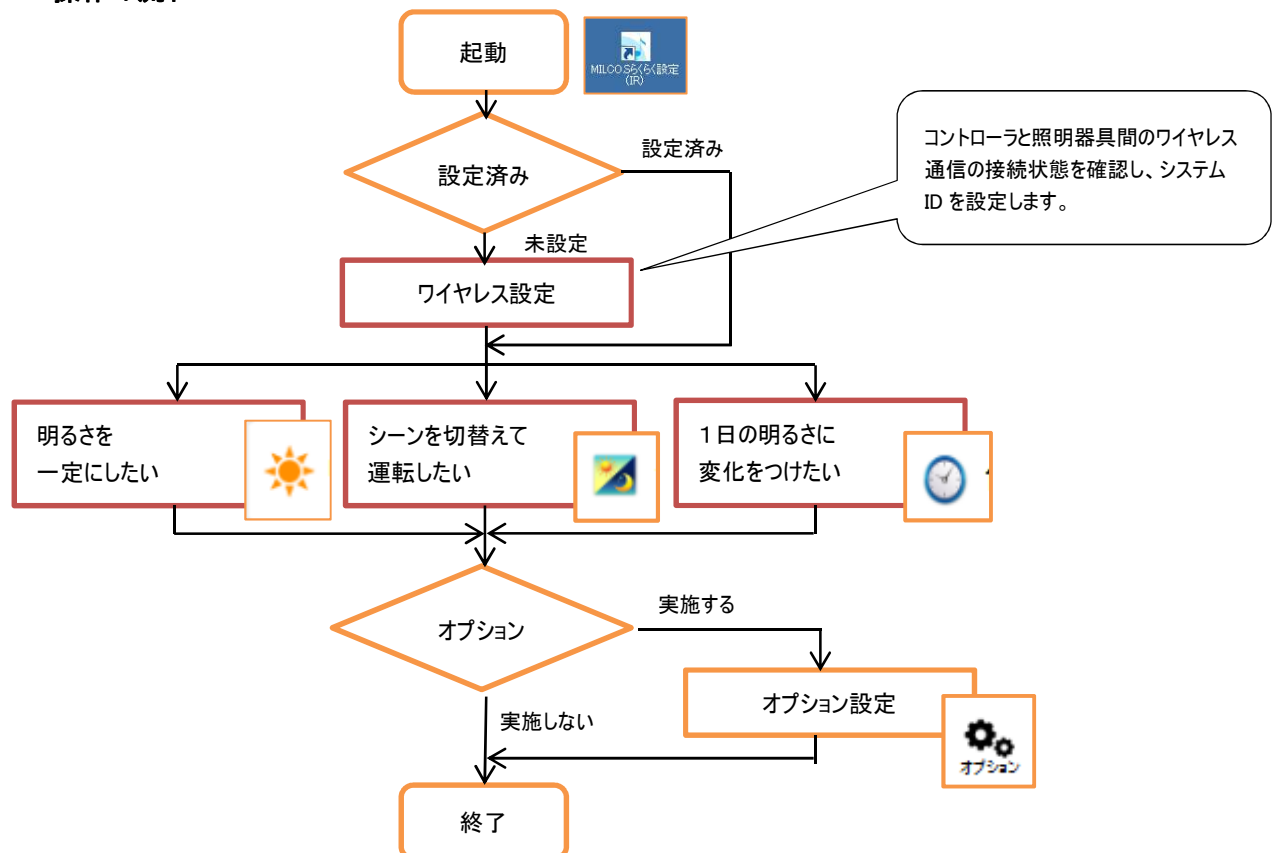 起動
MILCO.Sらくらく設定
(IR)
設定済み
設定済み
コントローラと照明器具間のワイヤレス
通信の接続状態を確認し、システム
ID を設定します。
未設定
ワイヤレス設定
明るさを
一定にしたい
シーンを切替えて
運転したい
１日の明るさに
変化をつけたい
オプション
実施する
オプション設定
オプション
実施しない
終了